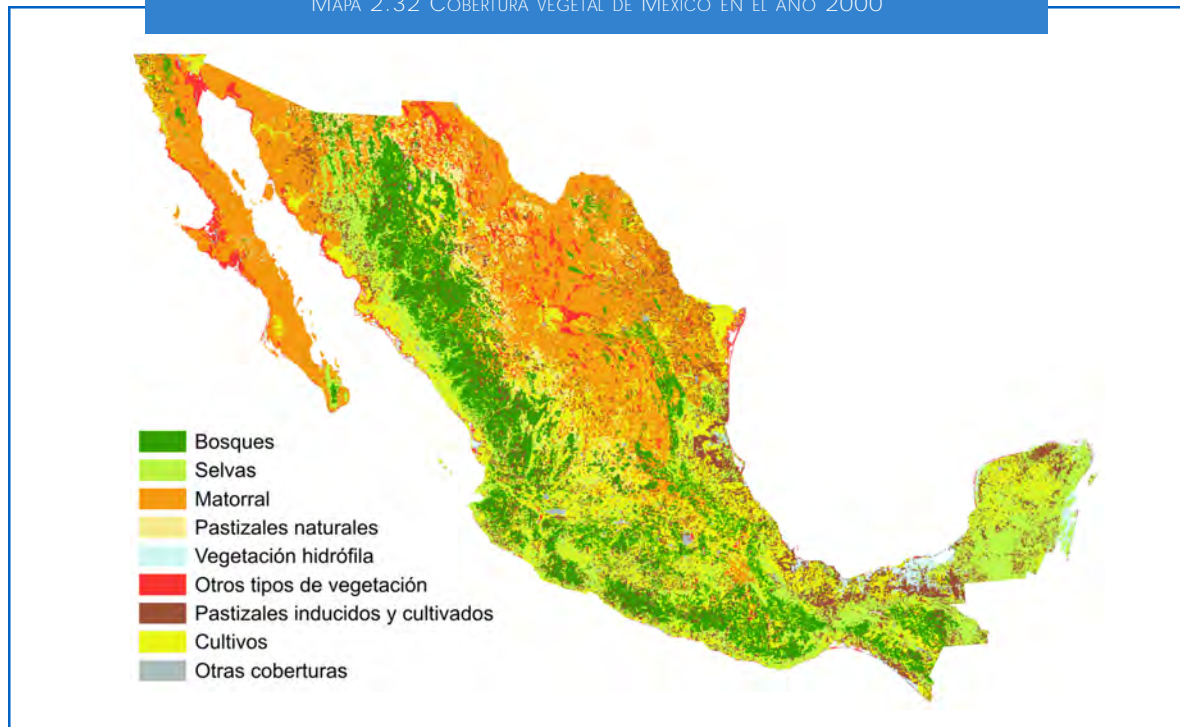 MAPA 2.32 COBERTURA VEGETAL DE MÉXICO EN EL AÑO 2000
Bosques
Selvas
Matorral
Pastizales naturales
Vegetación hidrófila
Otros tipos de vegetación
Pastizales inducidos y cultivados
Cultivos
Otras coberturas